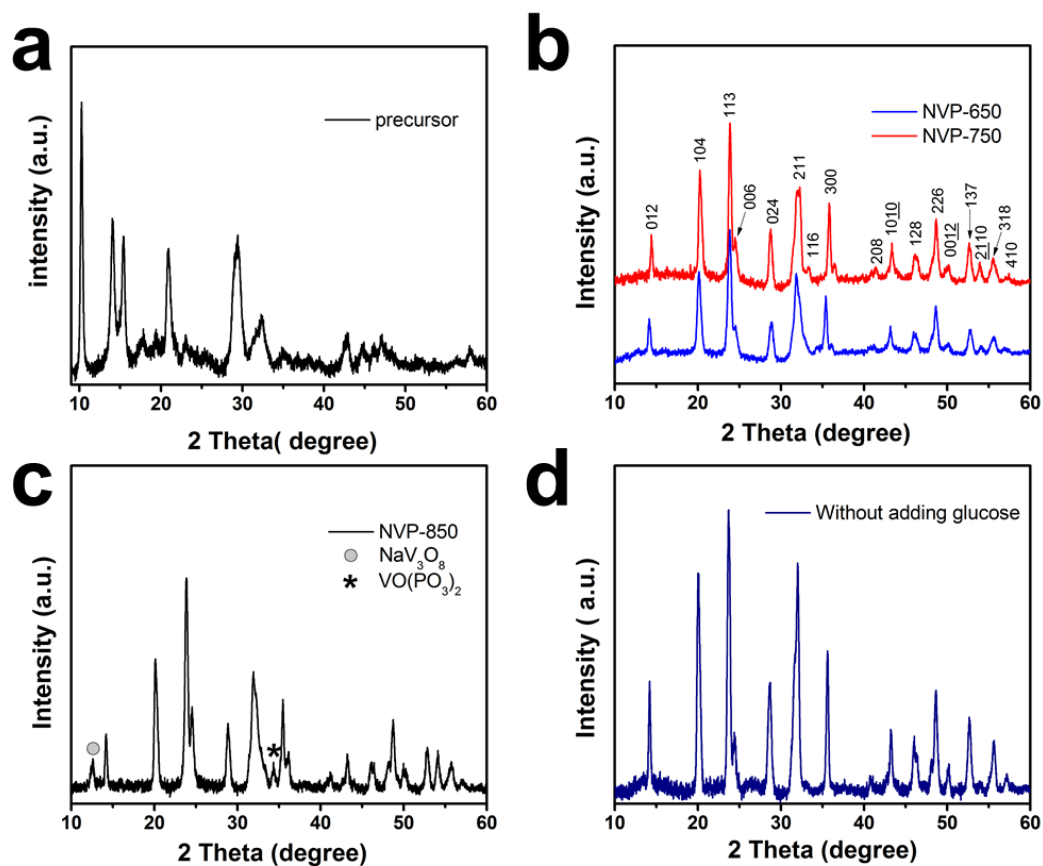 a
precursor
intensity (a.u.)
10 20 30 40 50 60
2 Theta( degree)
b
NVP-650
NVP-750
012
104
113
006
024
211
116
300
208
1010
128
226
0012
137
2110
318
410
Intensity (a.u.)
10 20 30 40 50 60
2 Theta (degree)
c
NVP-850
NaV₃O₈
* VO(PO₃)₂
*
Intensity (a.u.)
10 20 30 40 50 60
2 Theta (degree)
d
Without adding glucose
Intensity ( a.u.)
10 20 30 40 50 60
2 Theta (degree)